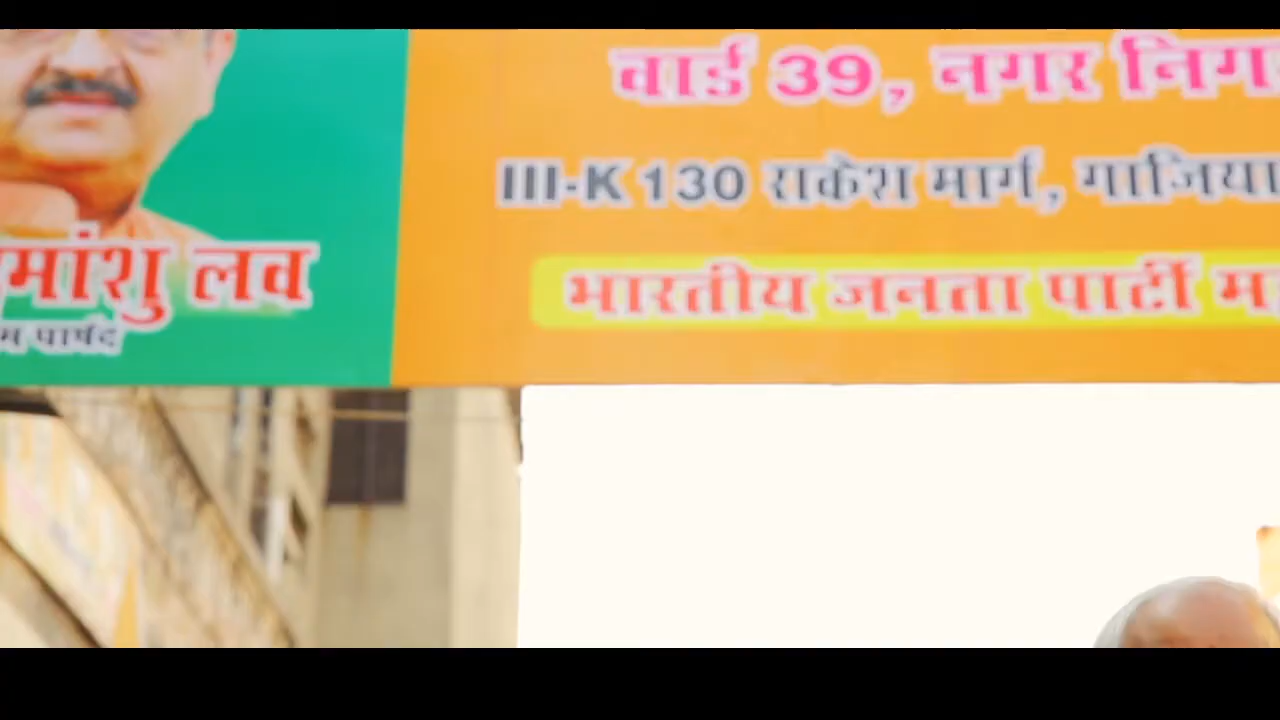 वार्ड 39, नगर निग
III-K 130 राकेश मार्ग, गाजिया
भारतीय जनता पार्टी म
मांशु लव
म पार्षद